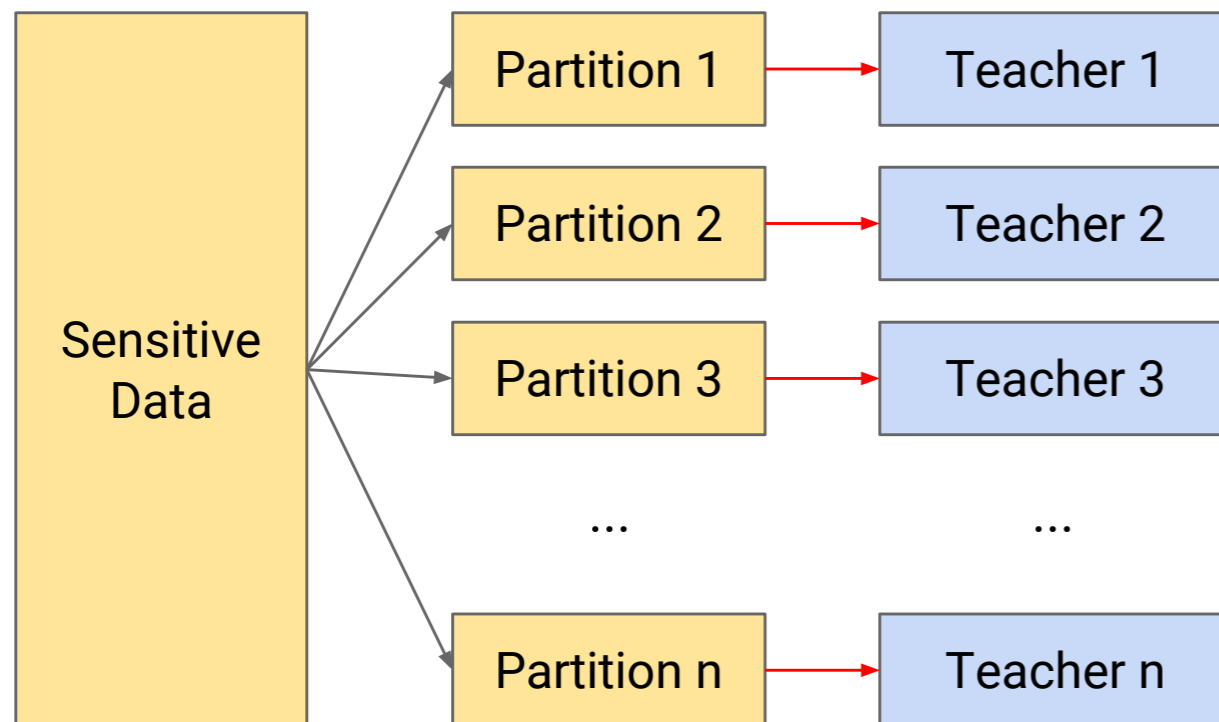 Partition 1
Teacher 1
Partition 2
Teacher 2
Sensitive
Data
Partition 3
Teacher 3
...
...
Partition n
Teacher n